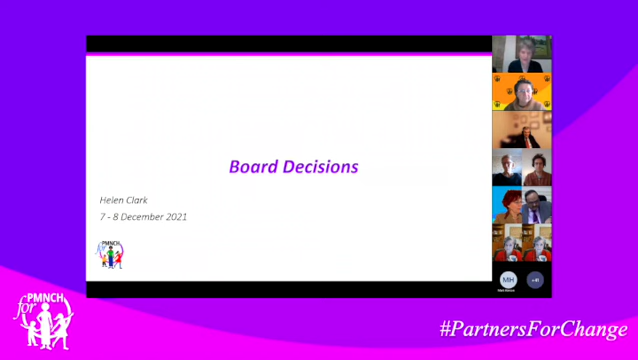 Board Decisions
Helen Clark
7 - 8 December 2021
PMNCH
MH
for PMNCH
#PartnersForChange